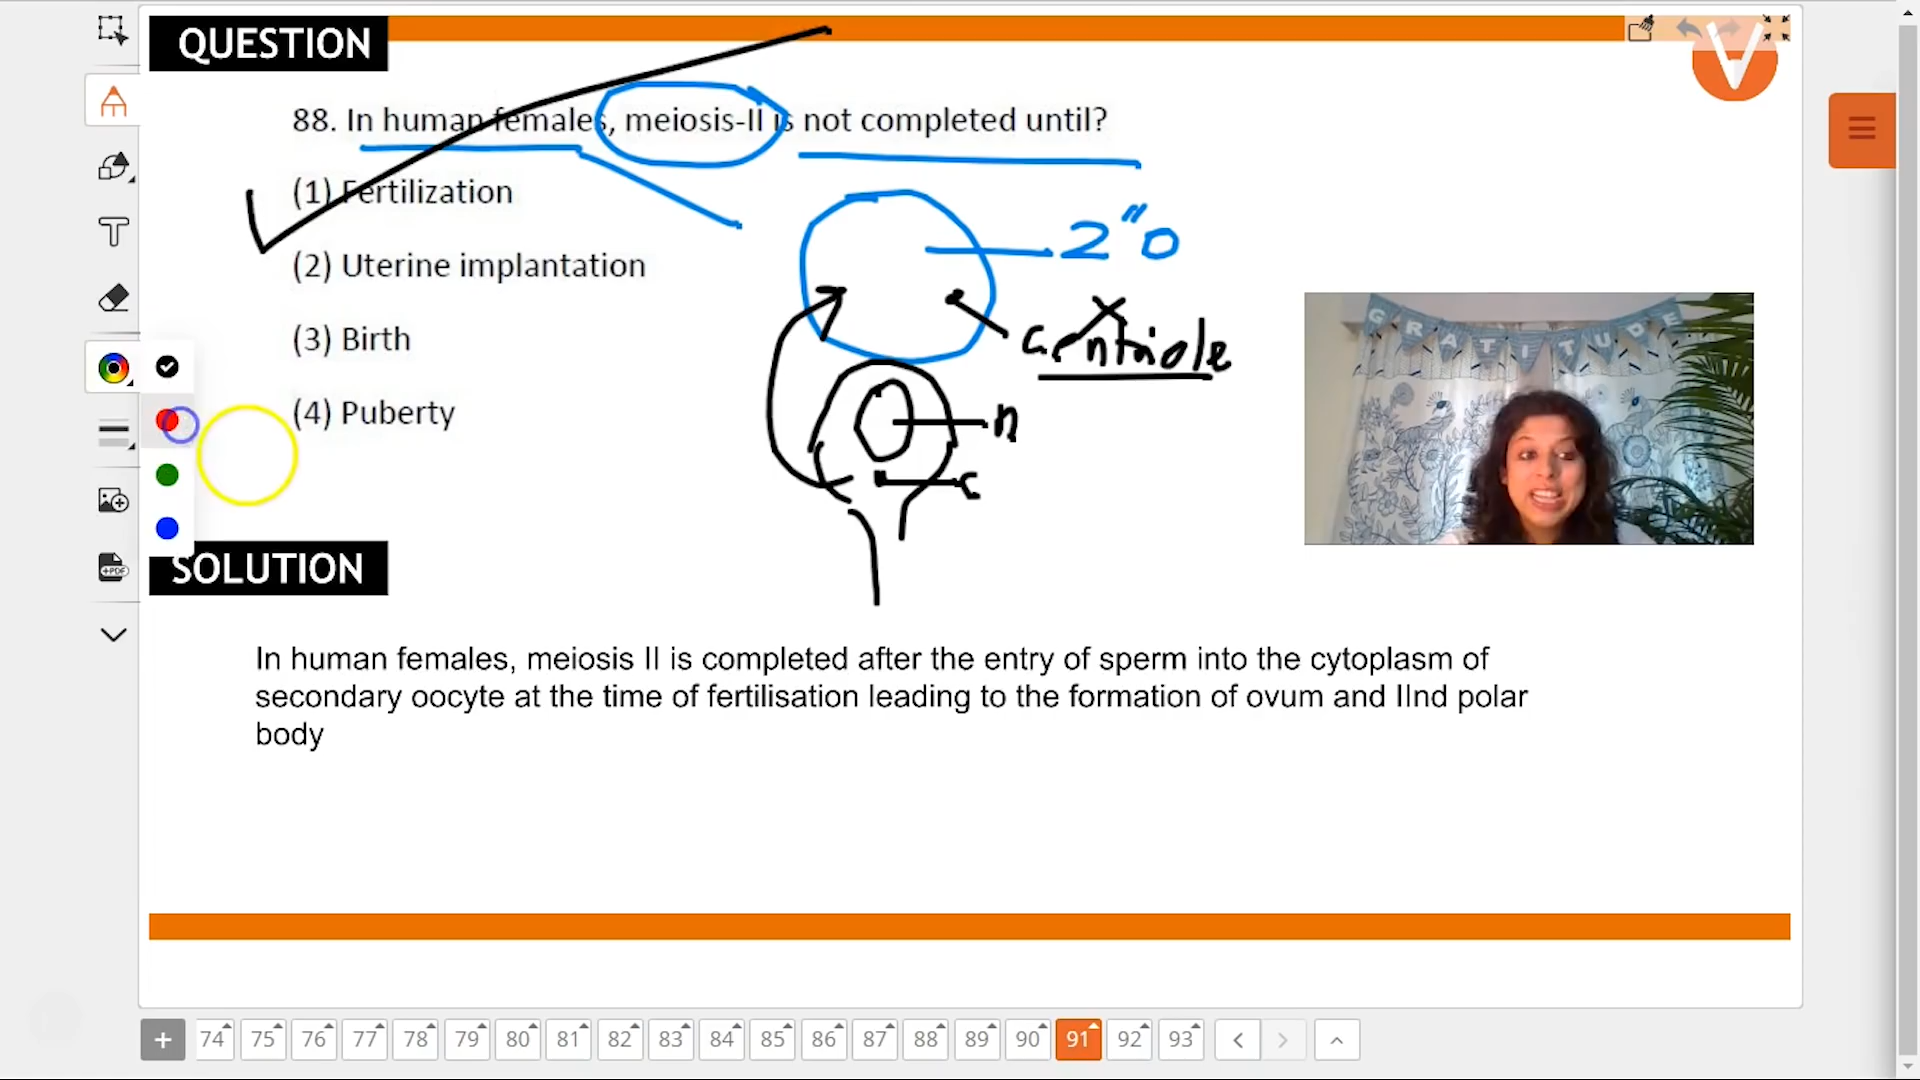 QUESTION
88. In human females, meiosis-II is not completed until?
(1) Fertilization
(2) Uterine implantation
(3) Birth
(4) Puberty
2"O
centriole
n
c
GRATITUDE
SOLUTION
In human females, meiosis II is completed after the entry of sperm into the cytoplasm of
secondary oocyte at the time of fertilisation leading to the formation of ovum and IInd polar
body
74 75 76 77 78 79 80 81 82 83 84 85 86 87 88 89 90 91 92 93